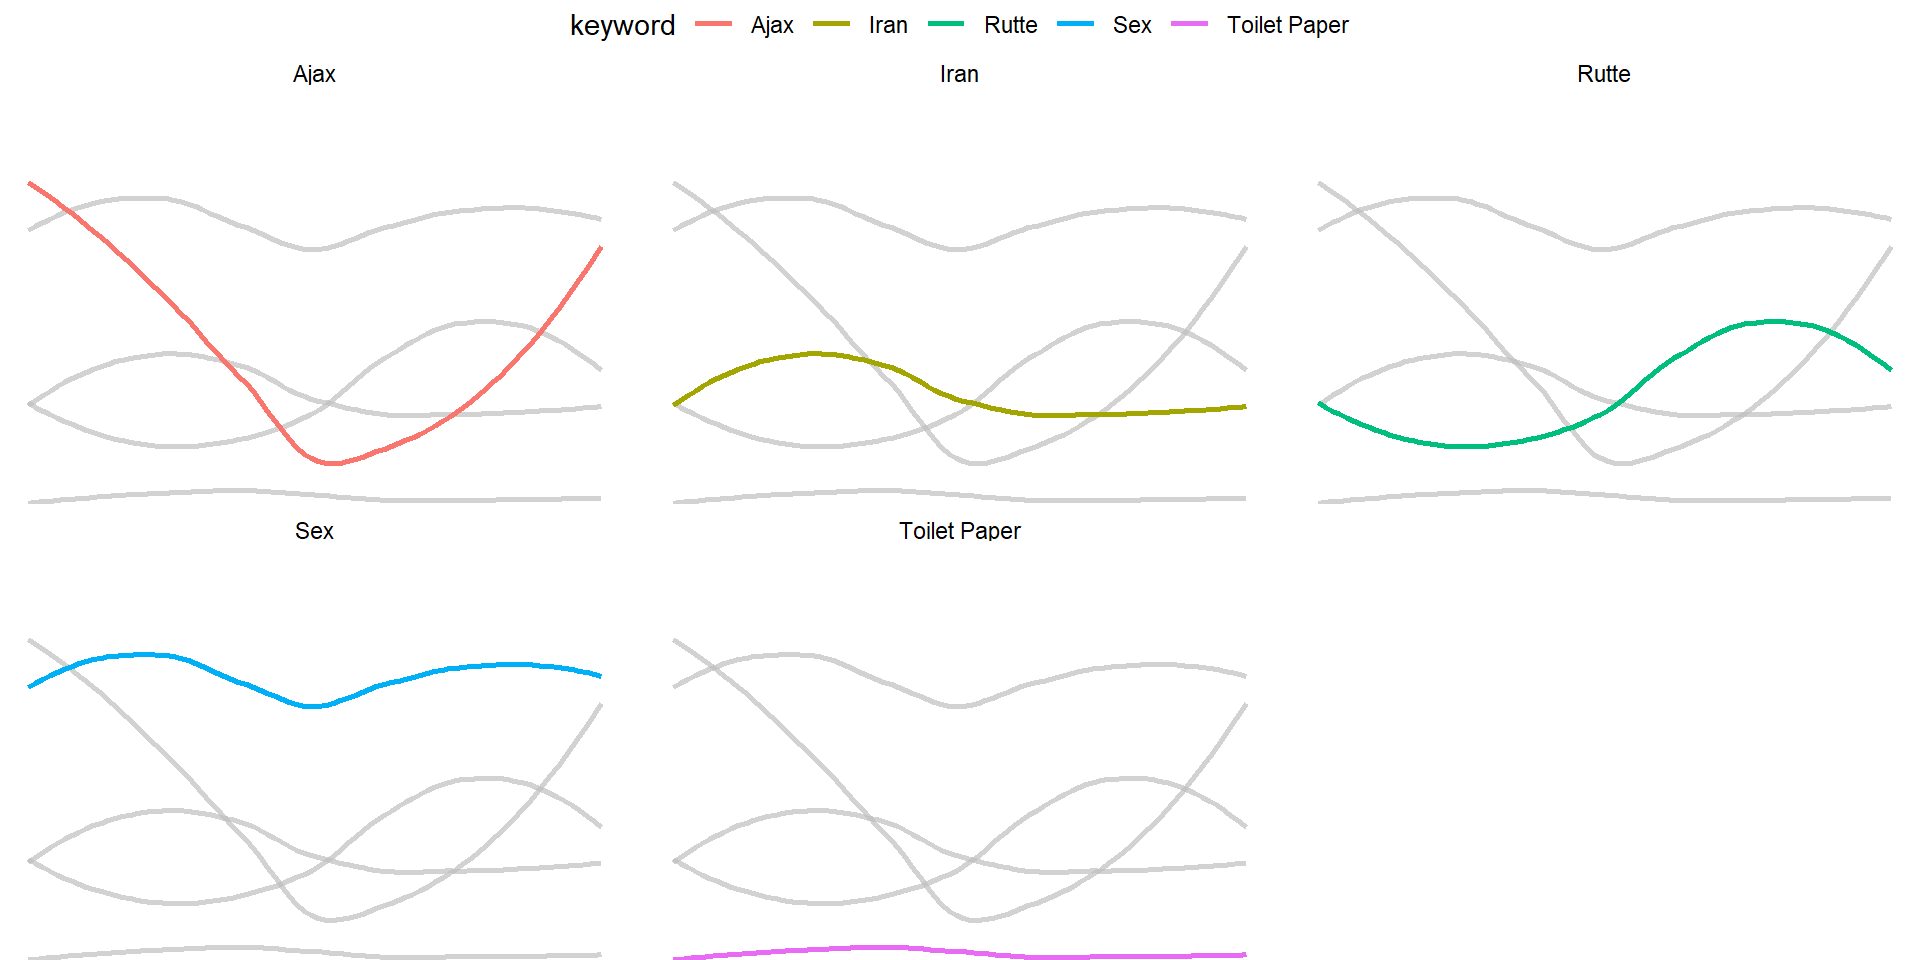 keyword Ajax Iran Rutte Sex Toilet Paper
Ajax Iran Rutte
Sex Toilet Paper